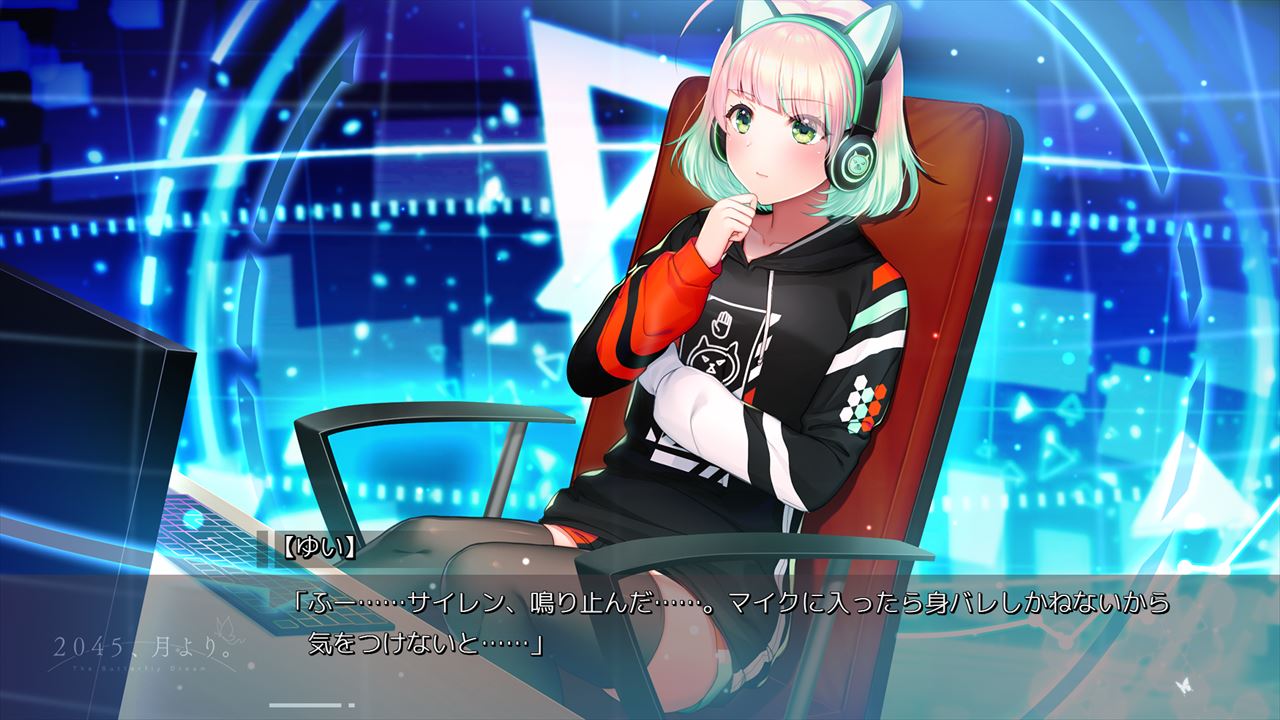 【ゆい】
「ふー……サイレン、鳴り止んだ……。マイクに入ったら身バレしかねないから
気をつけないと……」
2045、月より。
The Butterfly Dream